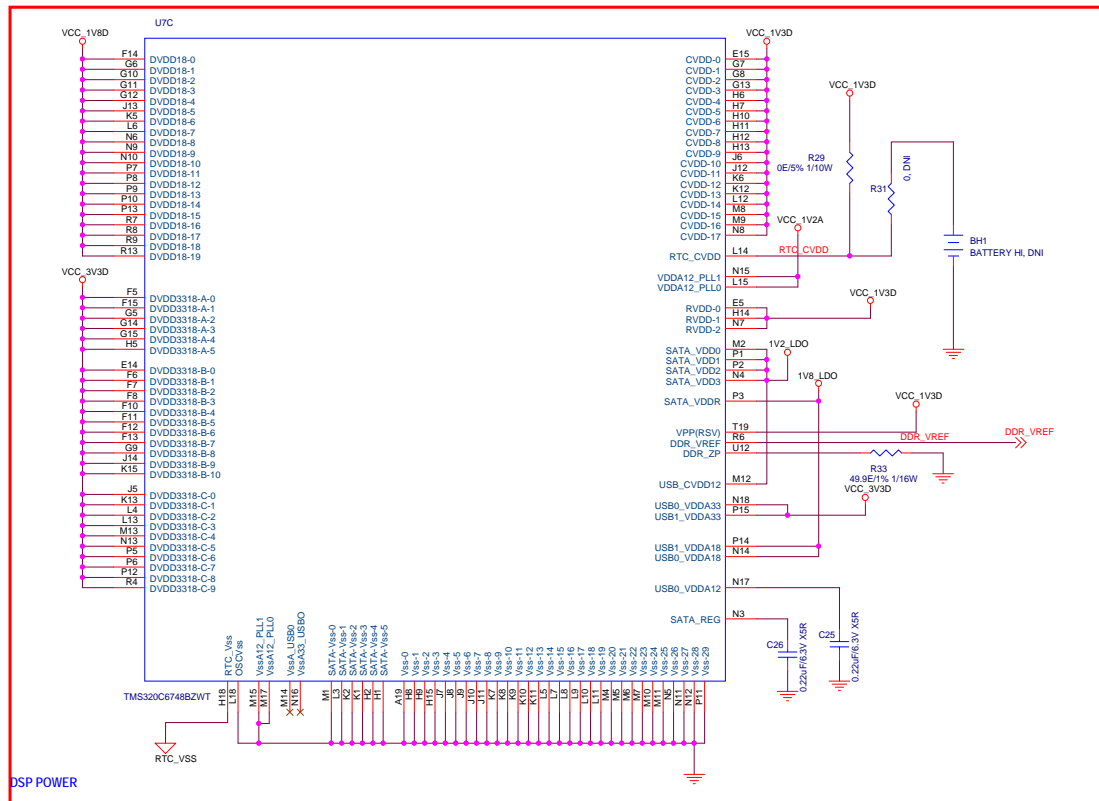 U7C
VCC_1V8D
F14 DVDD18-0
G6 DVDD18-1
G10 DVDD18-2
G11 DVDD18-3
G12 DVDD18-4
J13 DVDD18-5
K5 DVDD18-6
L6 DVDD18-7
N6 DVDD18-8
N9 DVDD18-9
N10 DVDD18-10
P7 DVDD18-11
P8 DVDD18-12
P9 DVDD18-13
P10 DVDD18-14
P13 DVDD18-15
R7 DVDD18-16
R8 DVDD18-17
R9 DVDD18-18
R13 DVDD18-19
VCC_3V3D
F5 DVDD3318-A-0
F15 DVDD3318-A-1
G5 DVDD3318-A-2
G14 DVDD3318-A-3
G15 DVDD3318-A-4
H5 DVDD3318-A-5
E14 DVDD3318-B-0
F6 DVDD3318-B-1
F7 DVDD3318-B-2
F8 DVDD3318-B-3
F10 DVDD3318-B-4
F11 DVDD3318-B-5
F12 DVDD3318-B-6
F13 DVDD3318-B-7
G9 DVDD3318-B-8
J14 DVDD3318-B-9
K15 DVDD3318-B-10
J5 DVDD3318-C-0
K13 DVDD3318-C-1
L4 DVDD3318-C-2
L13 DVDD3318-C-3
M13 DVDD3318-C-4
N13 DVDD3318-C-5
P5 DVDD3318-C-6
P6 DVDD3318-C-7
P12 DVDD3318-C-8
R4 DVDD3318-C-9
VCC_1V3D
CVDD-0 E15
CVDD-1 G7
CVDD-2 G8
CVDD-3 G13
CVDD-4 H6
CVDD-5 H7
CVDD-6 H10
CVDD-7 H11
CVDD-8 H12
CVDD-9 H13
CVDD-10 J6
CVDD-11 J12
CVDD-12 K6
CVDD-13 K12
CVDD-14 L12
CVDD-15 M8
CVDD-16 M9
CVDD-17 N8
RTC_CVDD L14 RTC_CVDD
VCC_1V2A
VDDA12_PLL1 N15
VDDA12_PLL0 L15
RVDD-0 E5
RVDD-1 H14
RVDD-2 N7
VCC_1V3D
SATA_VDD0 M2
SATA_VDD1 P1
SATA_VDD2 P2
SATA_VDD3 N4
1V2_LDO
1V8_LDO
SATA_VDDR P3
VCC_1V3D
VPP(RSV) T19
DDR_VREF R6 DDR_VREF DDR_VREF
DDR_ZP U12
R33
49.9E/1% 1/16W
USB_CVDD12 M12
VCC_3V3D
USB0_VDDA33 N18
USB1_VDDA33 P15
USB1_VDDA18 P14
USB0_VDDA18 N14
USB0_VDDA12 N17
SATA_REG N3
C26
0.22uF/6.3V X5R
C25
0.22uF/6.3V X5R
VCC_1V3D
R29
0E/5% 1/10W
R31
0, DNI
BH1
BATTERY HI, DNI
RTC_Vss H18
OSCVss L18
VssA12_PLL1 M15
VssA12_PLL0 M17
VssA_USB0 M14
VssA33_USBO N16
SATA-Vss-0 M1
SATA-Vss-1 L3
SATA-Vss-2 K2
SATA-Vss-3 K1
SATA-Vss-4 H2
SATA-Vss-5 H1
Vss-0 A19
Vss-1 H8
Vss-2 H9
Vss-3 H15
Vss-4 J7
Vss-5 J8
Vss-6 J9
Vss-7 J10
Vss-8 J11
Vss-9 K7
Vss-10 K8
Vss-11 K9
Vss-12 K10
Vss-13 K11
Vss-14 L5
Vss-15 L7
Vss-16 L8
Vss-17 L9
Vss-18 L10
Vss-19 L11
Vss-20 M4
Vss-21 M5
Vss-22 M6
Vss-23 M7
Vss-24 M10
Vss-25 M11
Vss-26 N5
Vss-27 N11
Vss-28 N12
Vss-29 P11
TMS320C6748BZWT
RTC_VSS
DSP POWER